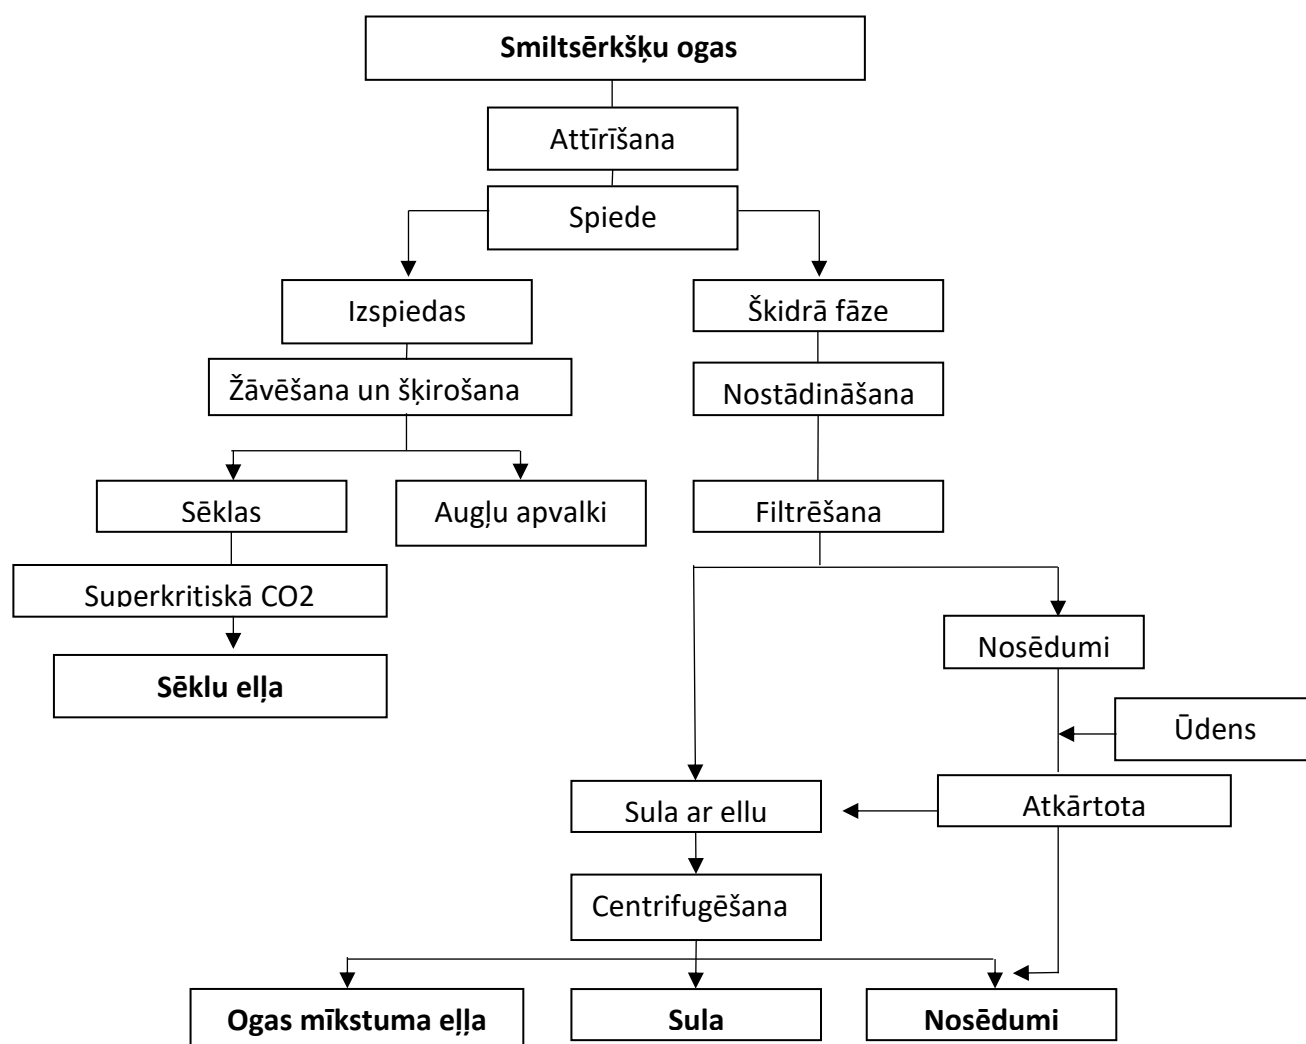 Smiltsērkšķu ogas
Attīrīšana
Spiede
Izspiedas
Šķidrā fāze
Žāvēšana un šķirošana
Nostādināšana
Sēklas
Augļu apvalki
Filtrēšana
Superkritiskā CO2
Nosēdumi
Sēklu eļļa
Ūdens
Sula ar ellu
Atkārtota
Centrifugēšana
Ogas mīkstuma eļļa
Sula
Nosēdumi